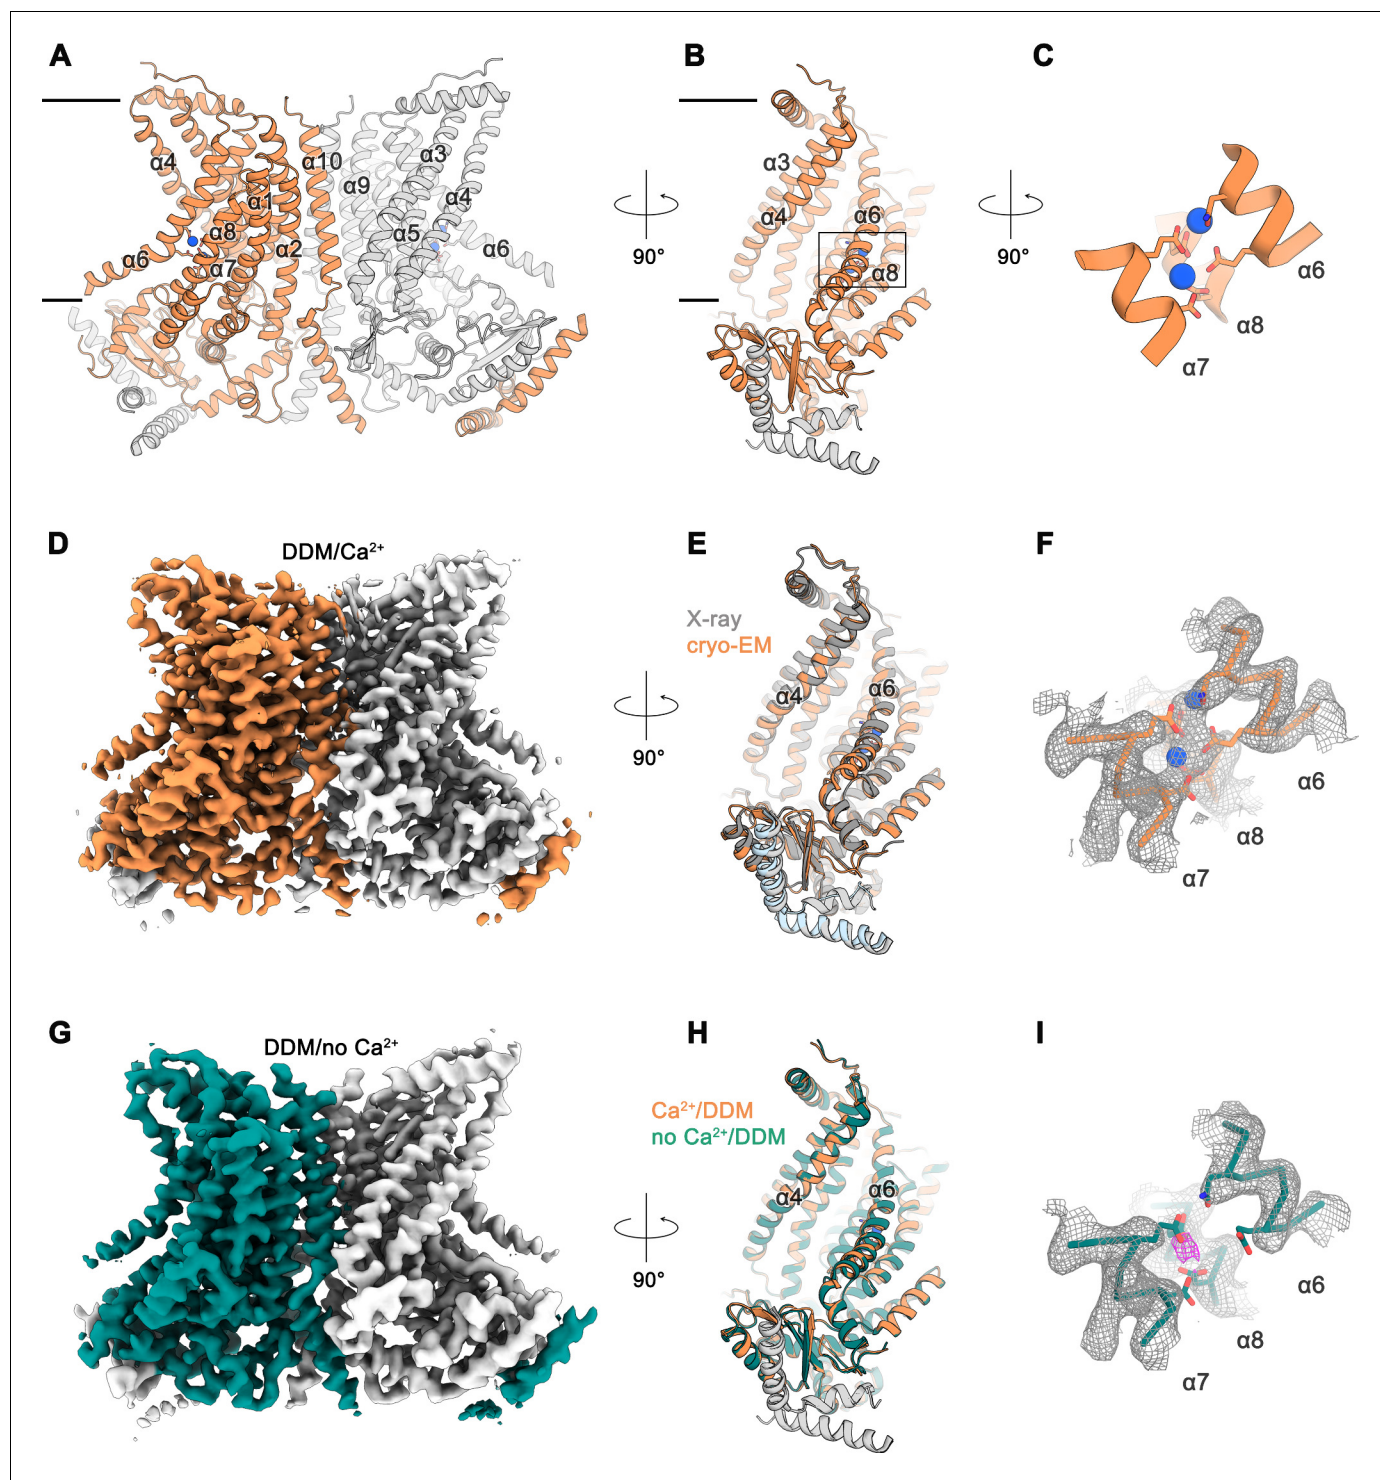 A
B
C
α4
α10
α3
α9
α4
α1
α8
α5
α6
α2
α6
α7
90°
α3
α4
α6
α8
90°
α6
α8
α7
D
DDM/Ca²⁺
E
F
X-ray
cryo-EM
90°
α4
α6
α6
α8
α7
G
DDM/no Ca²⁺
H
I
Ca²⁺/DDM
no Ca²⁺/DDM
90°
α4
α6
α6
α8
α7